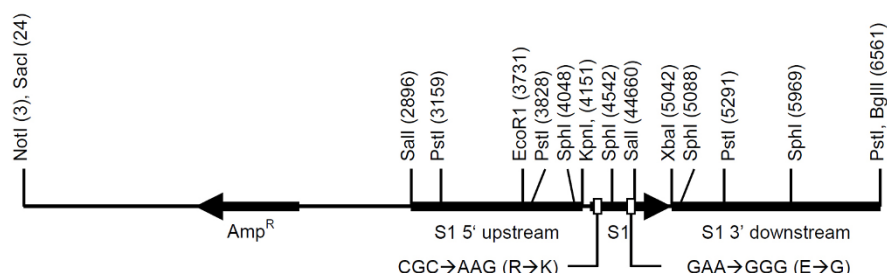 NotI (3), SacI (24)
SalI (2896)
PstI (3159)
EcoR1 (3731)
PstI (3828)
SphI (4048)
KpnI, (4151)
SphI (4542)
SalI (44660)
XbaI (5042)
SphI (5088)
PstI (5291)
SphI (5969)
PstI, BglII (6561)
Amp^R
S1 5‘ upstream
S1
S1 3’ downstream
CGC→AAG (R→K)
GAA→GGG (E→G)